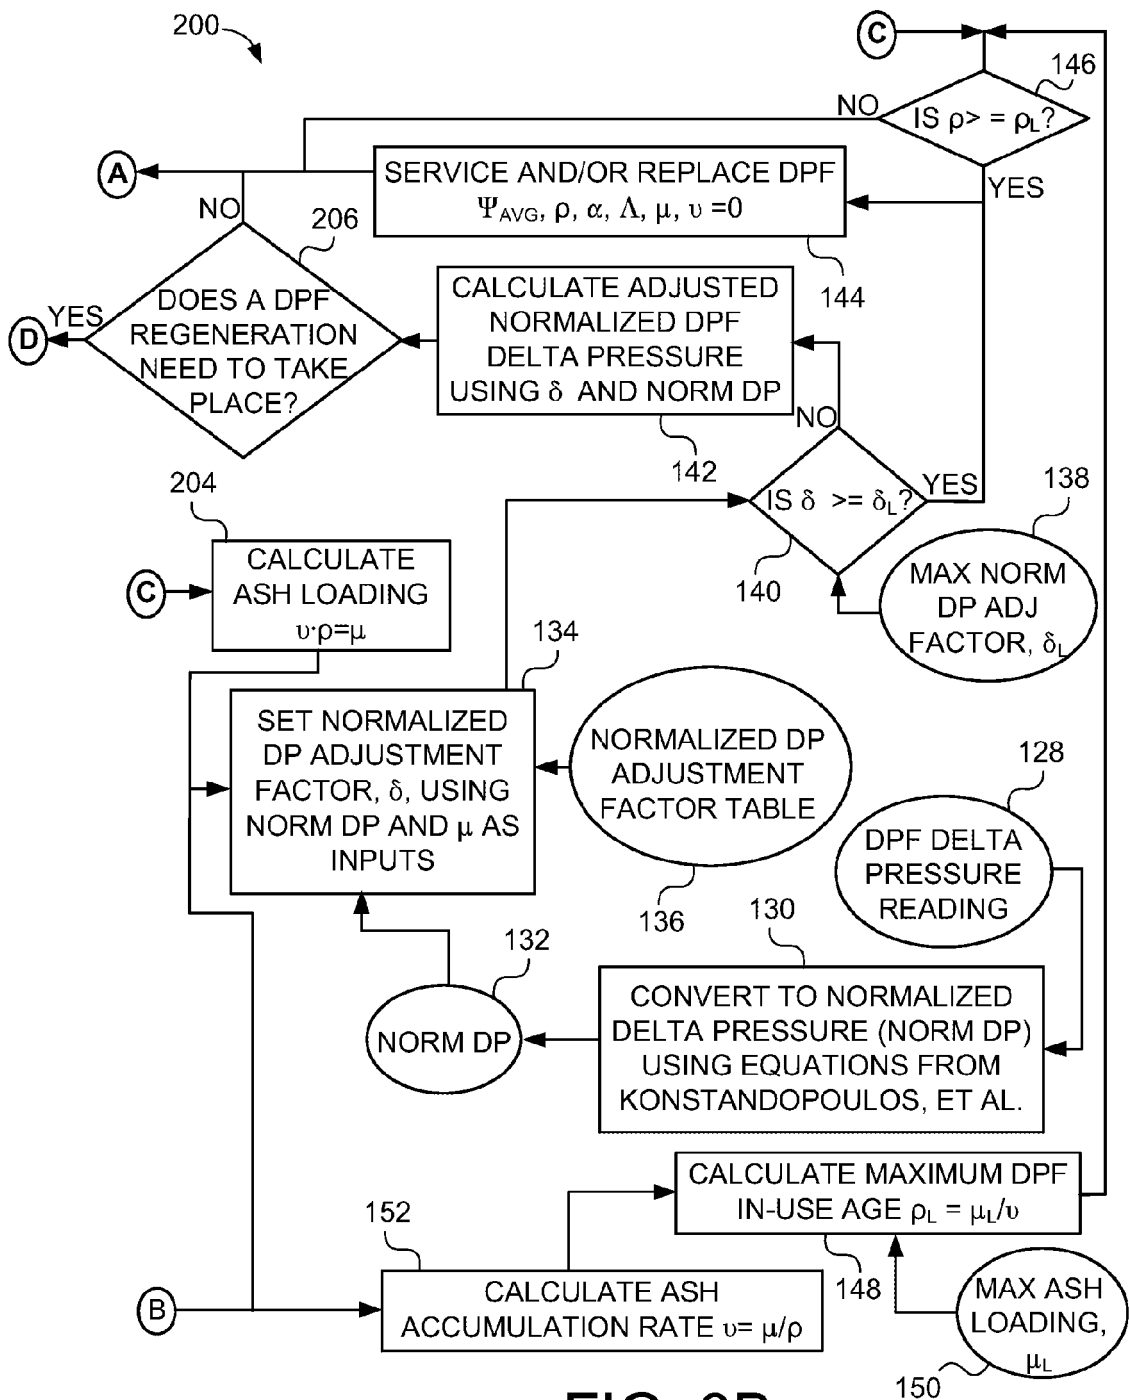 200
C
146
NO
IS ρ> = ρL?
A
SERVICE AND/OR REPLACE DPF
ΨAVG, ρ, α, Λ, μ, υ =0
YES
NO
206
144
CALCULATE ADJUSTED
NORMALIZED DPF
DELTA PRESSURE
USING δ AND NORM DP
D
YES
DOES A DPF
REGENERATION
NEED TO TAKE
PLACE?
NO
142
204
IS δ >= δL?
YES
138
140
MAX NORM
DP ADJ
FACTOR, δL
C
CALCULATE
ASH LOADING
υ·ρ=μ
134
SET NORMALIZED
DP ADJUSTMENT
FACTOR, δ, USING
NORM DP AND μ AS
INPUTS
NORMALIZED DP
ADJUSTMENT
FACTOR TABLE
128
DPF DELTA
PRESSURE
READING
136
130
132
NORM DP
CONVERT TO NORMALIZED
DELTA PRESSURE (NORM DP)
USING EQUATIONS FROM
KONSTANDOPOULOS, ET AL.
CALCULATE MAXIMUM DPF
IN-USE AGE ρL = μL/υ
152
148
B
CALCULATE ASH
ACCUMULATION RATE υ= μ/ρ
MAX ASH
LOADING,
μL
150